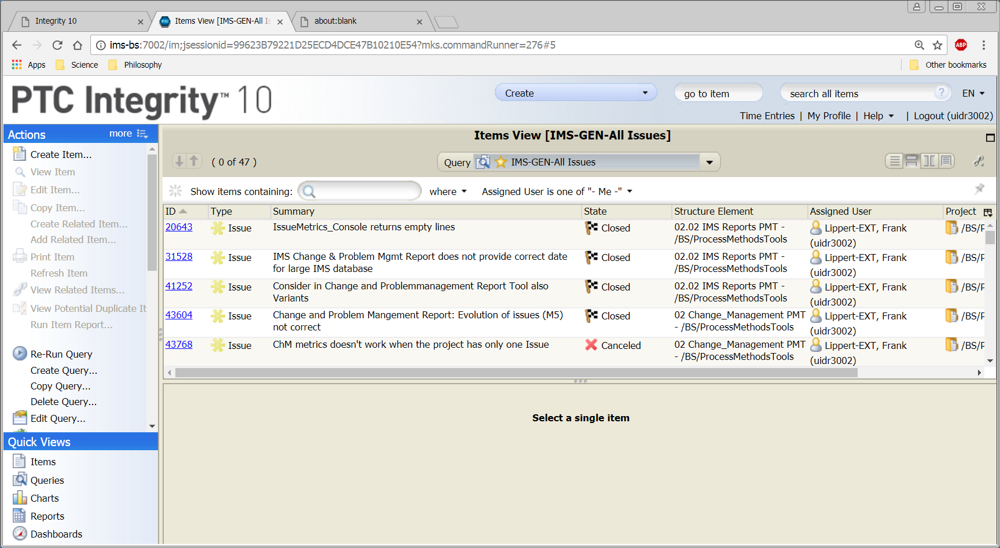 Integrity 10
Items View [IMS-GEN-All Is
about:blank
ims-bs:7002/im;jsessionid=99623B79221D25ECD4DCE47B10210E54?mks.commandRunner=276#5
ABP
Apps
Science
Philosophy
Other bookmarks
PTC Integrity™ 10
Create
go to item
search all items
?
EN
Time Entries | My Profile | Help | Logout (uidr3002)
Actions
more
Items View [IMS-GEN-All Issues]
Create Item...
View Item
Edit Item...
Copy Item...
Create Related Item...
Add Related Item...
Print Item
Refresh Item
View Related Items...
View Potential Duplicate It
Run Item Report...
Re-Run Query
Create Query...
Copy Query...
Delete Query...
Edit Query...
Quick Views
Items
Queries
Charts
Reports
Dashboards
( 0 of 47 )
Query
IMS-GEN-All Issues
Show items containing:
where
Assigned User is one of "- Me -"
ID Type Summary State Structure Element Assigned User Project
20643 Issue IssueMetrics_Console returns empty lines Closed 02.02 IMS Reports PMT - Lippert-EXT, Frank /BS/P
/BS/ProcessMethodsTools (uidr3002)
31528 Issue IMS Change & Problem Mgmt Report does not provide correct date Closed 02.02 IMS Reports PMT - Lippert-EXT, Frank /BS/P
for large IMS database /BS/ProcessMethodsTools (uidr3002)
41252 Issue Consider in Change and Problemmanagement Report Tool also Closed 02.02 IMS Reports PMT - Lippert-EXT, Frank /BS/P
Variants /BS/ProcessMethodsTools (uidr3002)
43604 Issue Change and Problem Mangement Report: Evolution of issues (M5) Closed 02 Change_Management PMT Lippert-EXT, Frank /BS/P
not correct - /BS/ProcessMethodsTools (uidr3002)
43768 Issue ChM metrics doesn't work when the project has only one Issue Canceled 02 Change_Management PMT Lippert-EXT, Frank /BS/P
- /BS/ProcessMethodsTools (uidr3002)
Select a single item